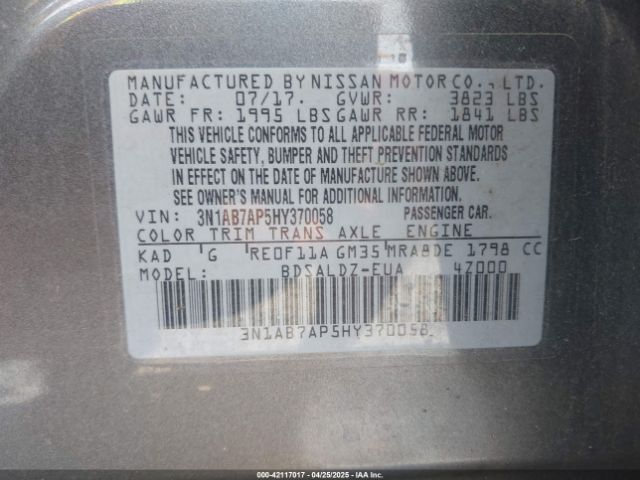 MANUFACTURED BY NISSAN MOTOR CO., LTD.
DATE: 07/17. GVWR: 3823 LBS
GAWR FR: 1995 LBS GAWR RR: 1841 LBS
THIS VEHICLE CONFORMS TO ALL APPLICABLE FEDERAL MOTOR
VEHICLE SAFETY, BUMPER AND THEFT PREVENTION STANDARDS
IN EFFECT ON THE DATE OF MANUFACTURE SHOWN ABOVE.
SEE OWNER'S MANUAL FOR ADDITIONAL INFORMATION.
VIN: 3N1AB7AP5HY370058 PASSENGER CAR.
COLOR TRIM TRANS AXLE ENGINE
KAD G RE0F11A GM35 MRA8DE 1798 CC
MODEL: BDSALDZ-EUA 4Z000
3N1AB7AP5HY370058
000-42117017 - 04/25/2025 - IAA Inc.